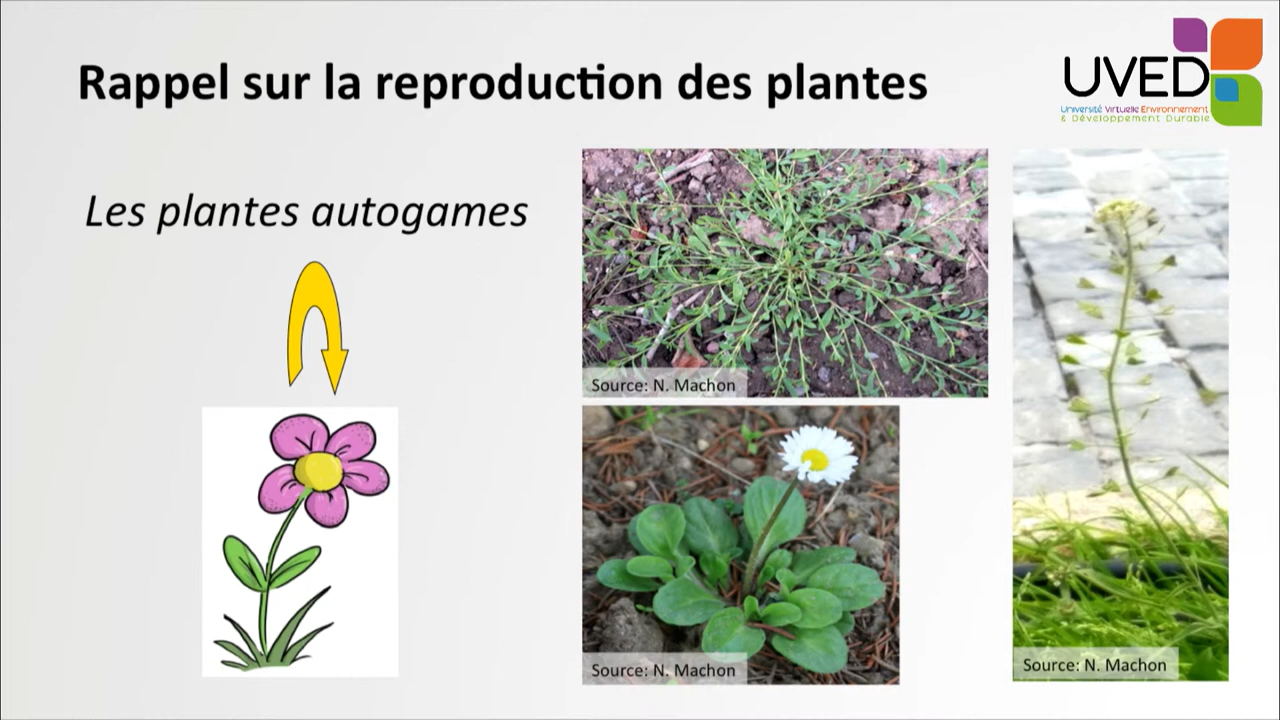 Rappel sur la reproduction des plantes
UVED
Université Virtuelle Environnement
& Développement Durable
Les plantes autogames
Source: N. Machon
Source: N. Machon
Source: N. Machon